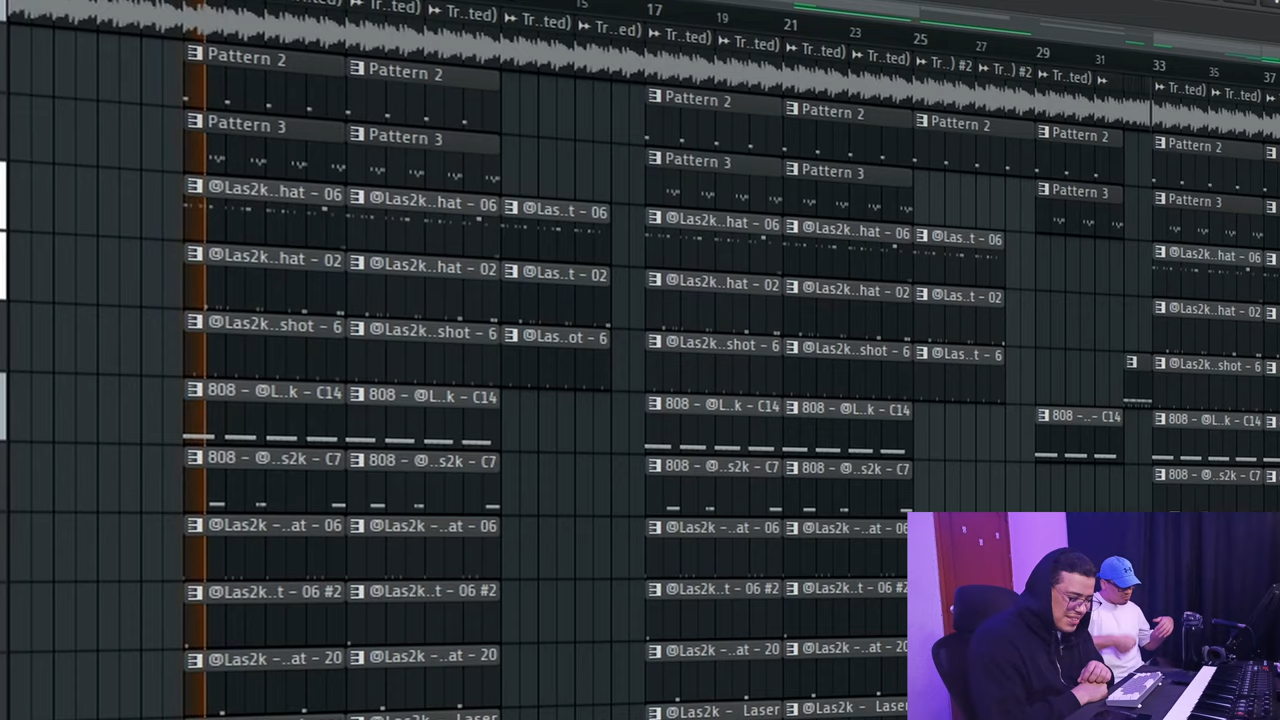 15 17 19 21 23 25 27 29 31 33 35 37
Tr..ted) Tr..ted) Tr..ted) Tr..ed) Tr..ted) Tr..ted) Tr..ted) Tr..ted) Tr..) #2 Tr..) #2 Tr..ted) Tr..ted) Tr..ted)
Pattern 2 Pattern 2 Pattern 2 Pattern 2 Pattern 2 Pattern 2 Pattern 2
Pattern 3 Pattern 3 Pattern 3 Pattern 3 Pattern 3 Pattern 3
@Las2k..hat - 06 @Las2k..hat - 06 @Las..t - 06 @Las2k..hat - 06 @Las2k..hat - 06 @Las..t - 06 @Las2k..hat - 06
@Las2k..hat - 02 @Las2k..hat - 02 @Las..t - 02 @Las2k..hat - 02 @Las2k..hat - 02 @Las..t - 02 @Las2k..hat - 02
@Las2k..shot - 6 @Las2k..shot - 6 @Las..ot - 6 @Las2k..shot - 6 @Las2k..shot - 6 @Las..t - 6 @Las2k..shot - 6
808 - @L..k - C14 808 - @L..k - C14 808 - @L..k - C14 808 - @L..k - C14 808 -..- C14 808 - @L..k - C14
808 - @..s2k - C7 808 - @..s2k - C7 808 - @..s2k - C7 808 - @..s2k - C7 808 - @..s2k - C7
@Las2k -..at - 06 @Las2k -..at - 06 @Las2k -..at - 06 @Las2k -..at - 06
@Las2k..t - 06 #2 @Las2k..t - 06 #2 @Las2k..t - 06 #2 @Las2k..t - 06 #2
@Las2k -..at - 20 @Las2k -..at - 20 @Las2k -..at - 20 @Las2k -..at - 20
@Las2k - Laser @Las2k - Laser